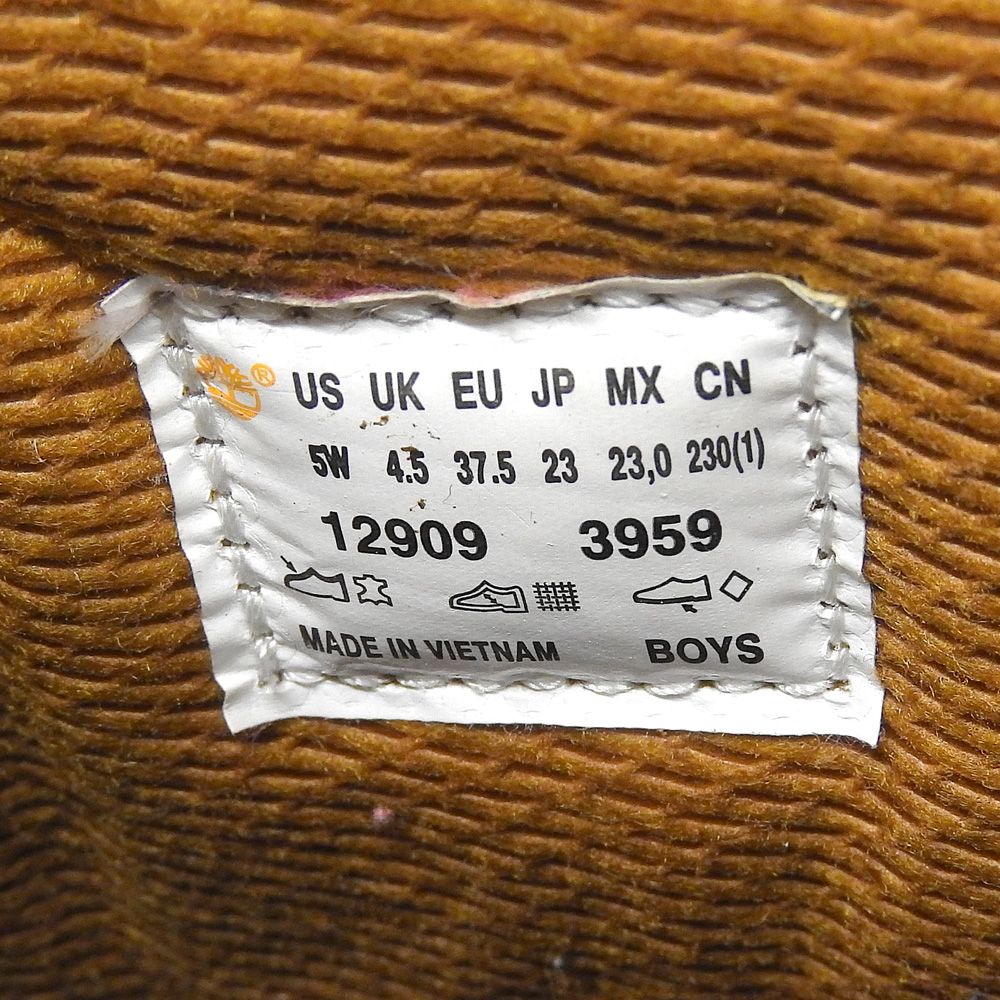 ®
US UK EU JP MX CN
5W 4.5 37.5 23 23,0 230(1)
12909 3959
MADE IN VIETNAM BOYS